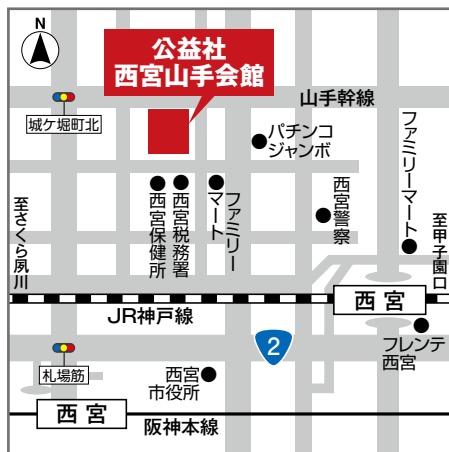 N
公益社
西宮山手会館
山手幹線
城ケ堀町北
パチンコ
ジャンボ
ファミリーマート
西宮保健所
西宮税務署
ファミリー
マート
西宮警察
至さくら夙川
至甲子園口
西宮
JR神戸線
フレンテ
西宮
2
札場筋
西宮
市役所
西宮
阪神本線